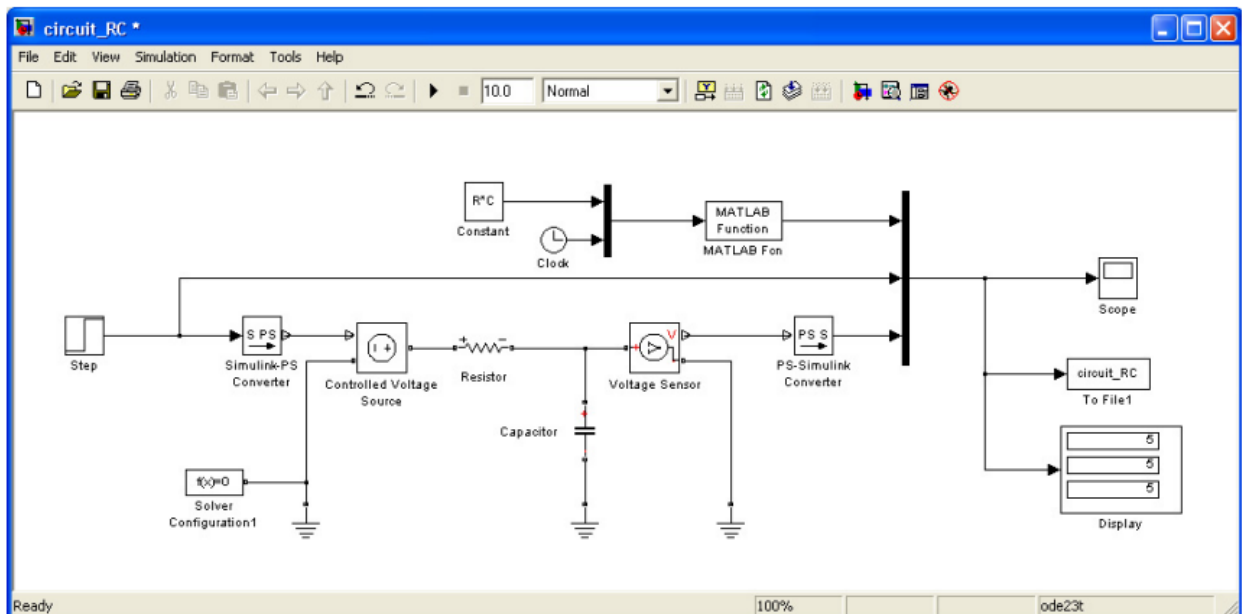 circuit_RC *
File Edit View Simulation Format Tools Help
10.0 Normal
R*C
Constant
Clock
MATLAB
Function
MATLAB Fcn
Scope
Step
S PS
Simulink-PS
Converter
Controlled Voltage
Source
Resistor
V
Voltage Sensor
PS S
PS-Simulink
Converter
circuit_RC
To File1
Capacitor
5
5
5
Display
f(x)=0
Solver
Configuration1
Ready
100%
ode23t